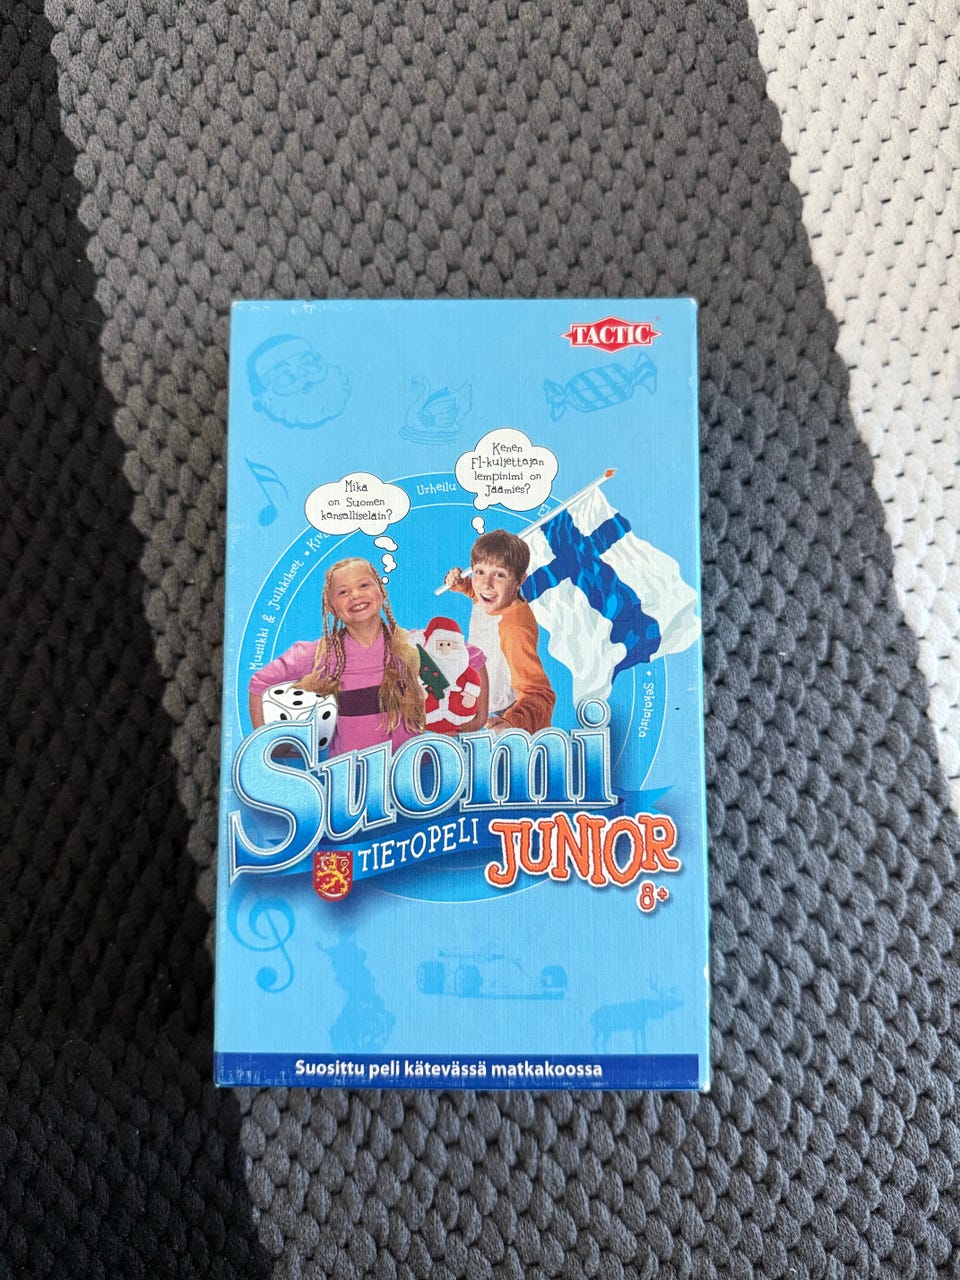 TACTIC
Kenen
F1-kuljettajan
lempinimi on
Jäämies?
Mikä
on Suomen
kansalliseläin?
Musiikki & Julkkikset •
Urheilu
• Sekalaista
Suomi
TIETOPELI
JUNIOR
8+
Suosittu peli kätevässä matkakoossa